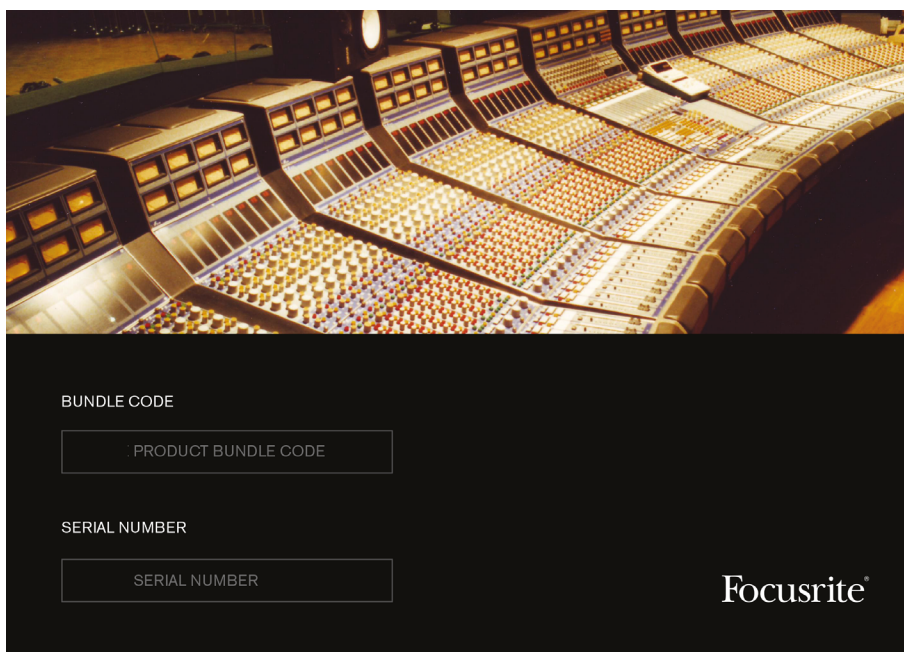 BUNDLE CODE
PRODUCT BUNDLE CODE
SERIAL NUMBER
SERIAL NUMBER
Focusrite®